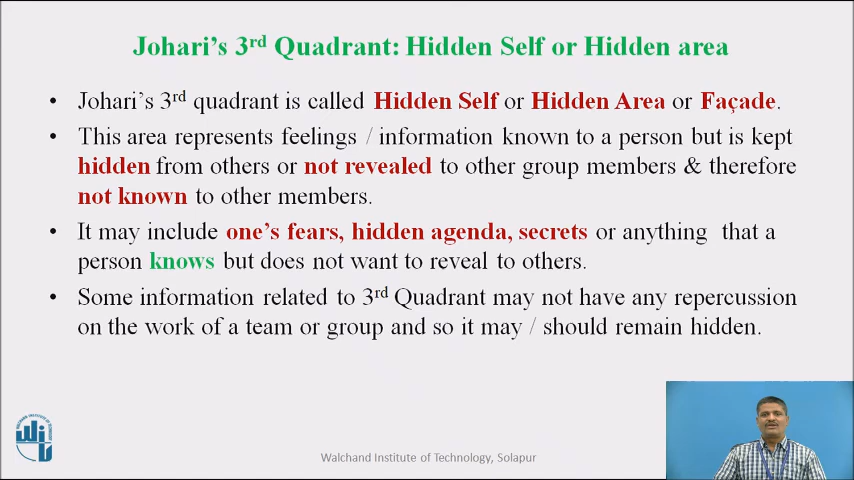 Johari's 3rd Quadrant: Hidden Self or Hidden area
• Johari's 3rd quadrant is called Hidden Self or Hidden Area or Façade.
• This area represents feelings / information known to a person but is kept
hidden from others or not revealed to other group members & therefore
not known to other members.
• It may include one's fears, hidden agenda, secrets or anything that a
person knows but does not want to reveal to others.
• Some information related to 3rd Quadrant may not have any repercussion
on the work of a team or group and so it may / should remain hidden.
Walchand Institute of Technology, Solapur